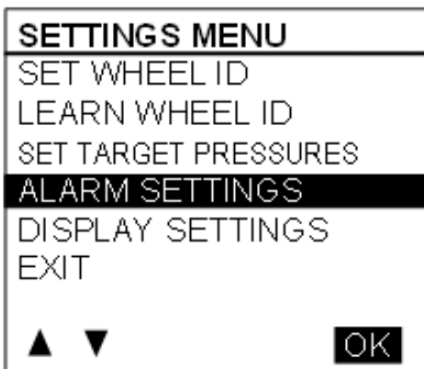 SETTINGS MENU
SET WHEEL ID
LEARN WHEEL ID
SET TARGET PRESSURES
ALARM SETTINGS
DISPLAY SETTINGS
EXIT
▲ ▼ OK